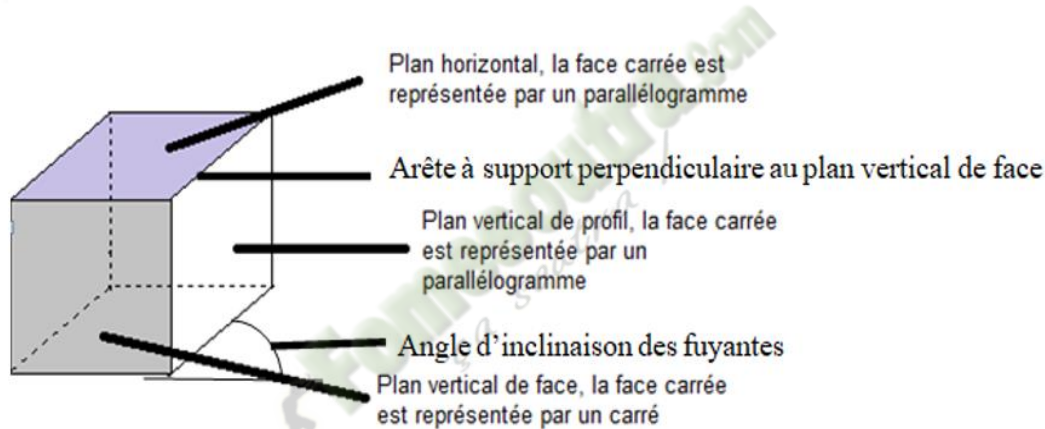 Plan horizontal, la face carrée est
représentée par un parallélogramme
Arête à support perpendiculaire au plan vertical de face
Plan vertical de profil, la face carrée
est représentée par un
parallélogramme
Angle d'inclinaison des fuyantes
Plan vertical de face, la face carrée
est représentée par un carré
Fomesoutra.com